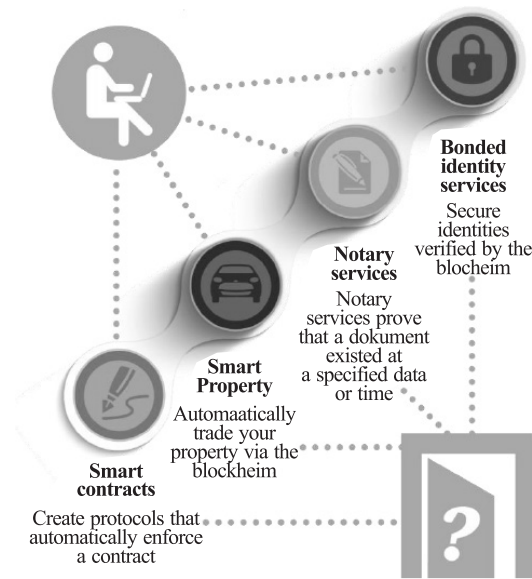 Bonded
identity
services
Secure
identities
verified by the
blocheim
Notary
services
Notary
services prove
that a dokument
existed at
a specified data
or time
Smart
Property
Automaatically
trade your
property via the
blockheim
Smart
contracts
Create protocols that
automatically enforce
a contract
?